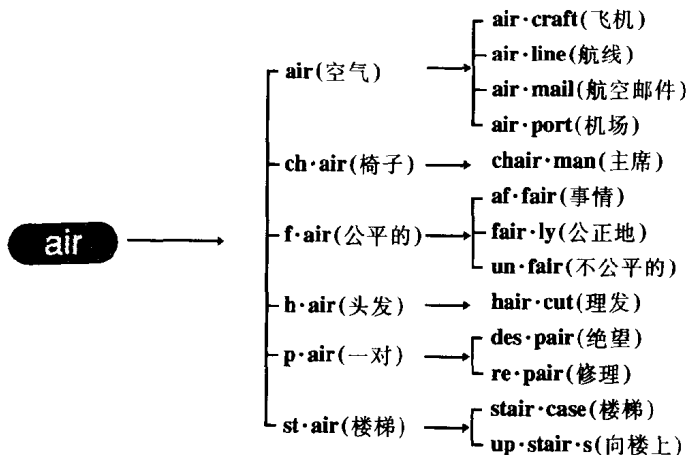 air
air(空气)
air·craft(飞机)
air·line(航线)
air·mail(航空邮件)
air·port(机场)
ch·air(椅子)
chair·man(主席)
f·air(公平的)
af·fair(事情)
fair·ly(公正地)
un·fair(不公平的)
h·air(头发)
hair·cut(理发)
p·air(一对)
des·pair(绝望)
re·pair(修理)
st·air(楼梯)
stair·case(楼梯)
up·stair·s(向楼上)